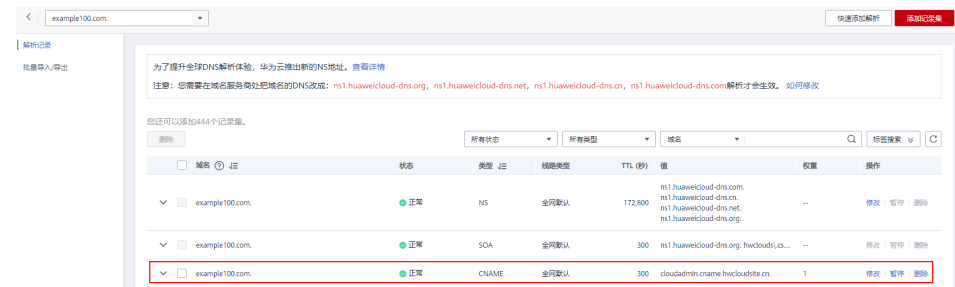 example100.com.
快速添加解析
添加记录集
解析记录
批量导入/导出
为了提升全球DNS解析体验，华为云推出新的NS地址。查看详情
注意：您需要在域名服务商处把域名的DNS改成：ns1.huaweicloud-dns.org，ns1.huaweicloud-dns.net，ns1.huaweicloud-dns.cn，ns1.huaweicloud-dns.com解析才会生效。 如何修改
您还可以添加444个记录集。
删除
所有状态
所有类型
域名
标签搜索
域名 状态 类型 线路类型 TTL (秒) 值 权重 操作
ns1.huaweicloud-dns.com.
ns1.huaweicloud-dns.cn.
example100.com. 正常 NS 全网默认 172,800 -- 修改 暂停 删除
ns1.huaweicloud-dns.net.
ns1.huaweicloud-dns.org.
example100.com. 正常 SOA 全网默认 300 ns1.huaweicloud-dns.org. hwclouds\.cs... -- 修改 暂停 删除
example100.com. 正常 CNAME 全网默认 300 cloudadmin.cname.hwcloudsite.cn. 1 修改 暂停 删除